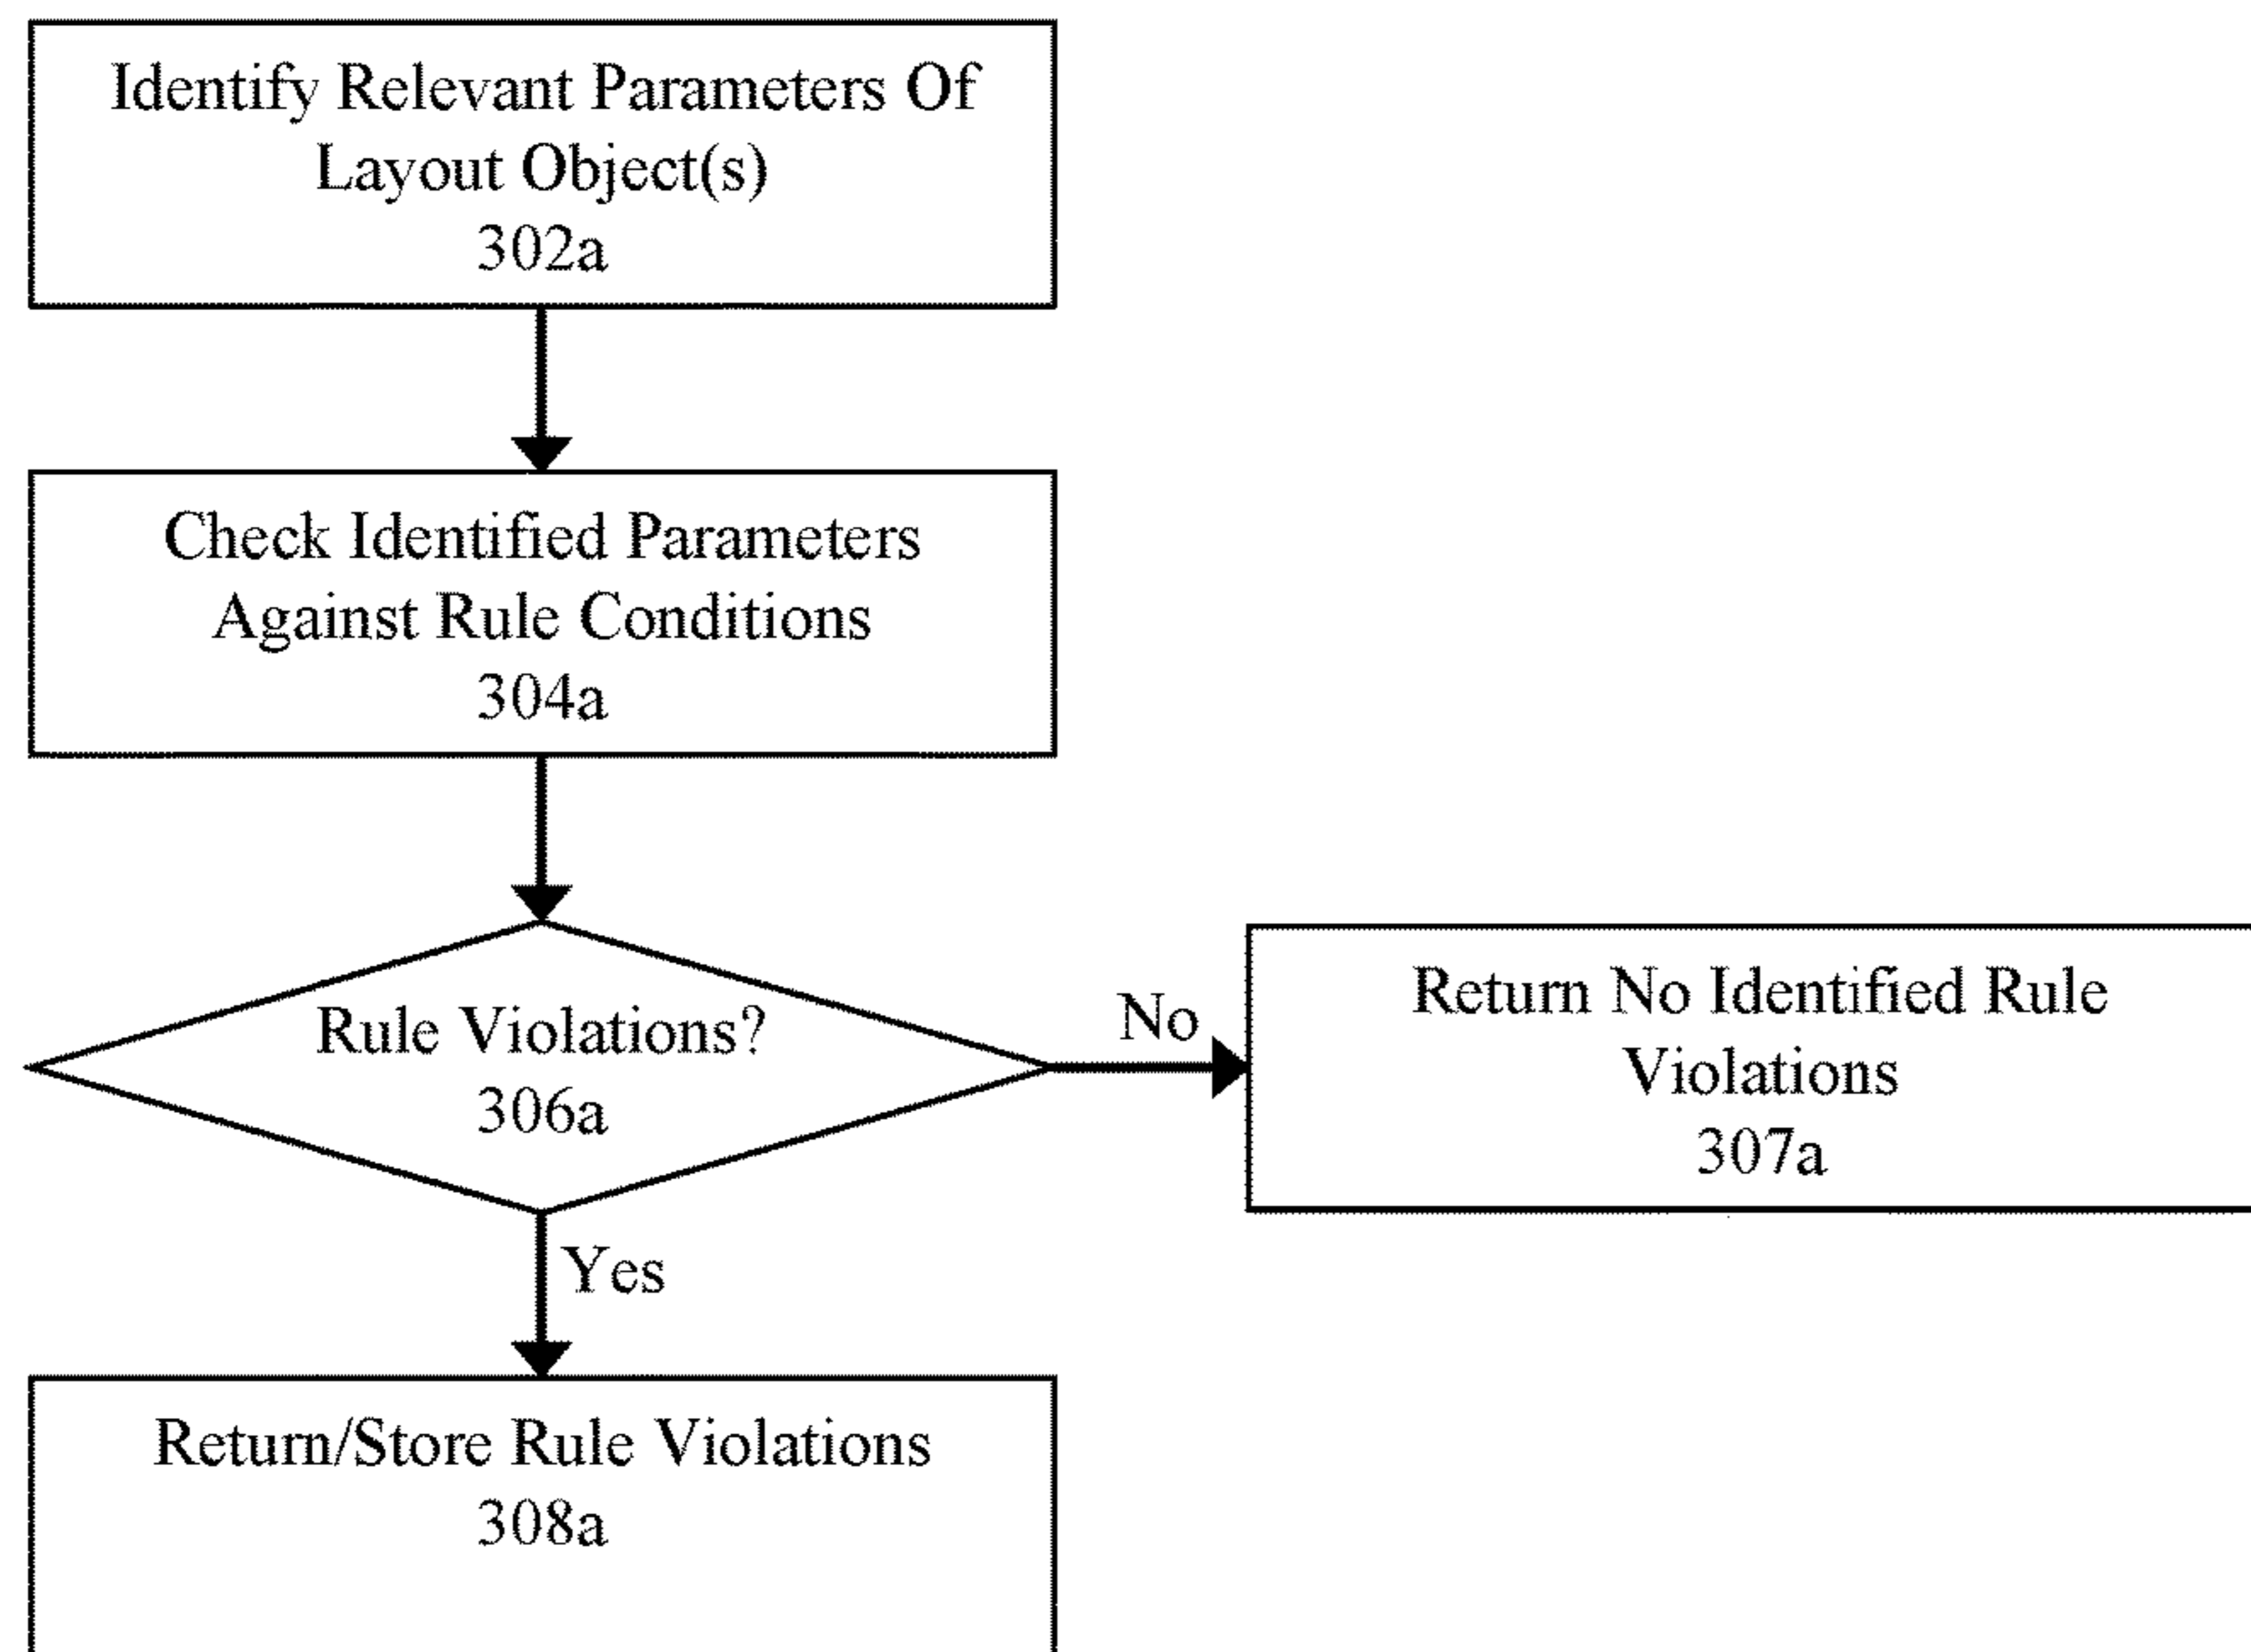 Identify Relevant Parameters Of
Layout Object(s)
302a
Check Identified Parameters
Against Rule Conditions
304a
Rule Violations?
306a
No
Return No Identified Rule
Violations
307a
Yes
Return/Store Rule Violations
308a